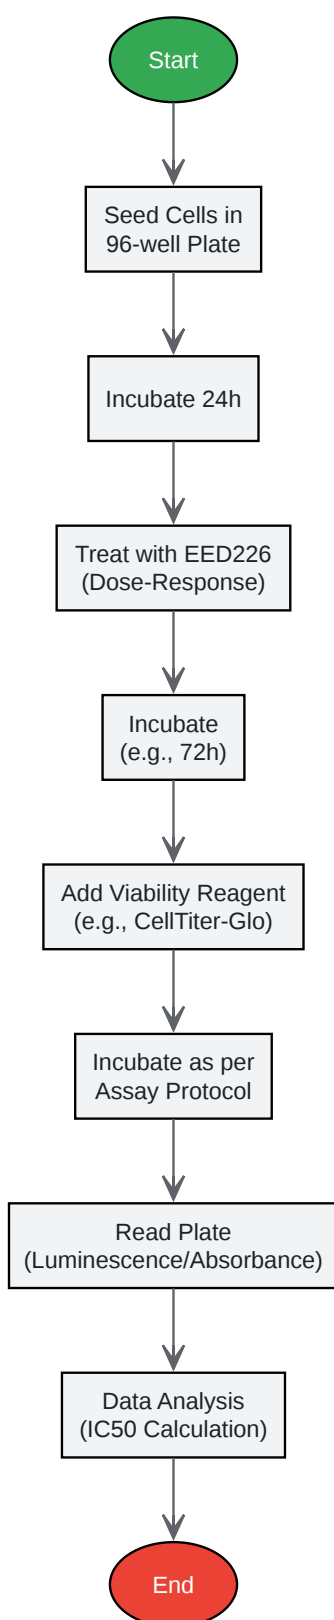 Start
Seed Cells in
96-well Plate
Incubate 24h
Treat with EED226
(Dose-Response)
Incubate
(e.g., 72h)
Add Viability Reagent
(e.g., CellTiter-Glo)
Incubate as per
Assay Protocol
Read Plate
(Luminescence/Absorbance)
Data Analysis
(IC50 Calculation)
End